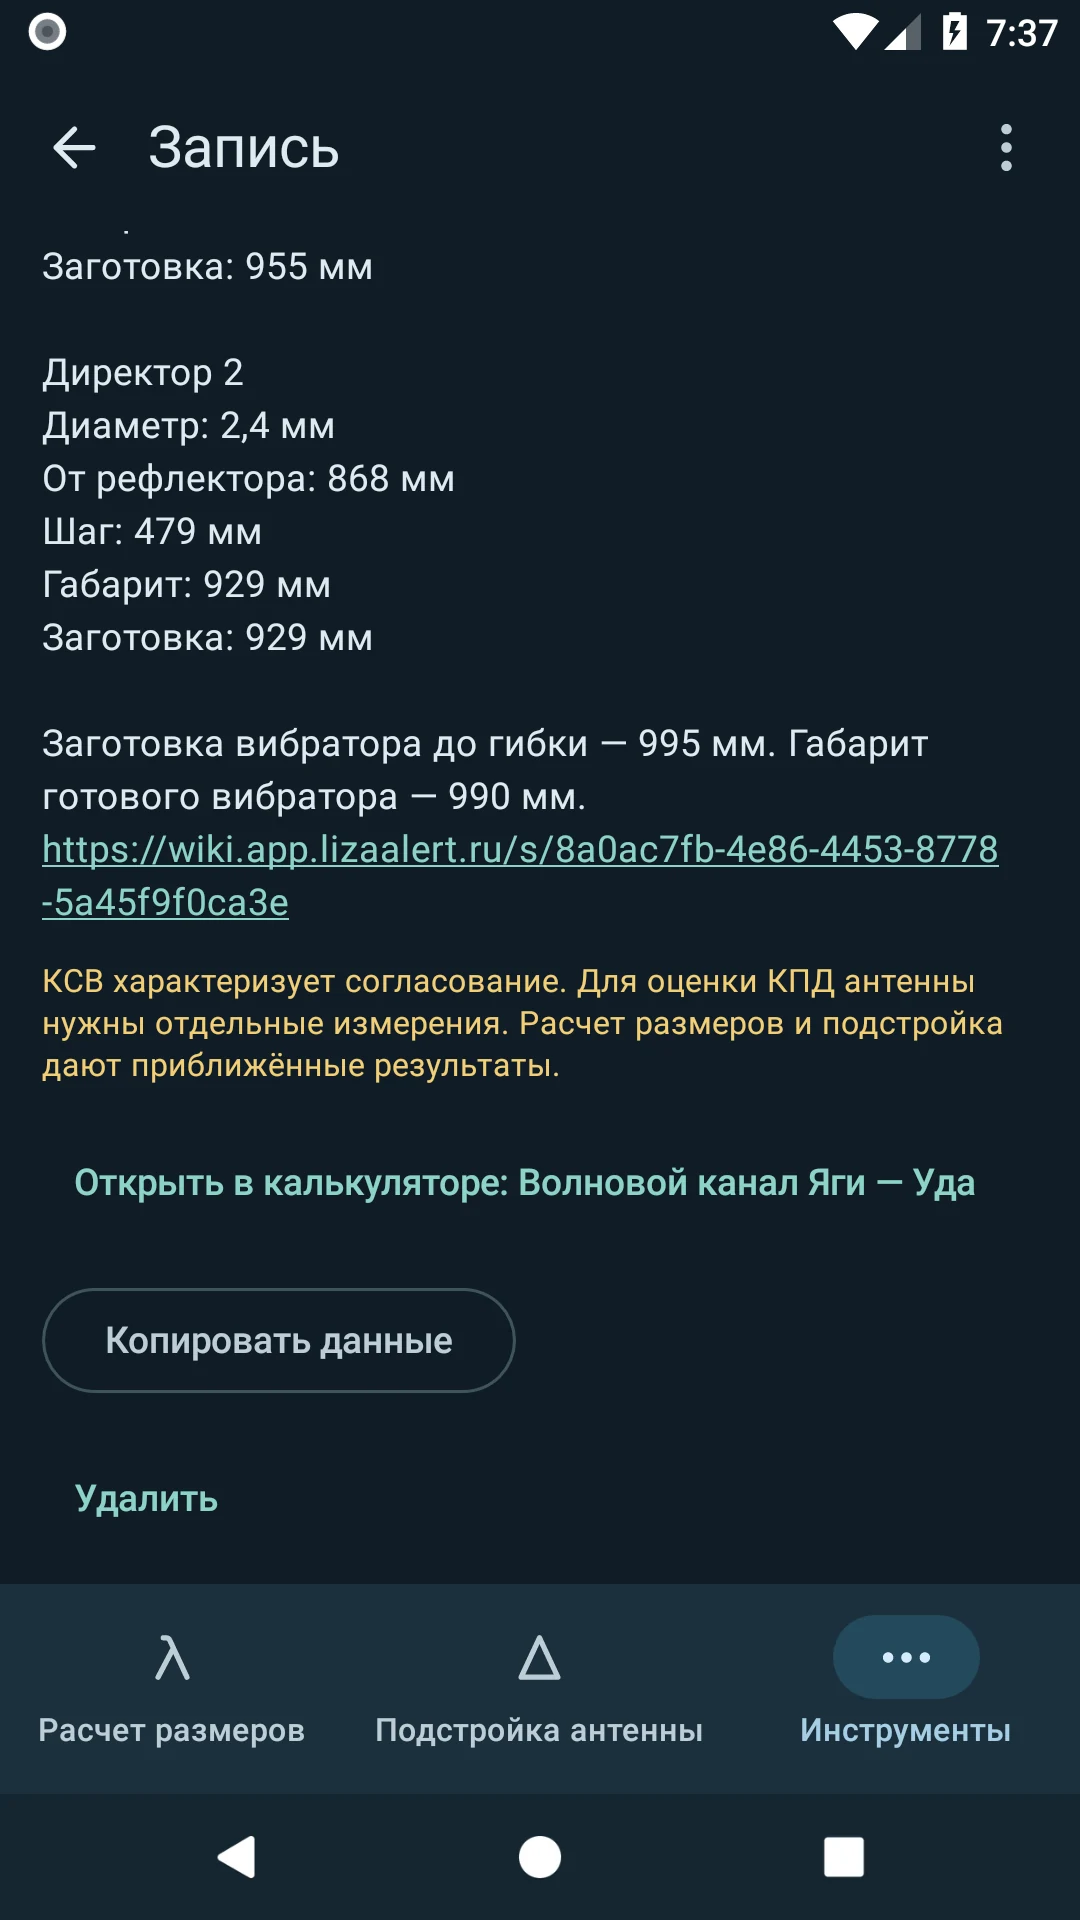 7:37
Запись
Заготовка: 955 мм
Директор 2
Диаметр: 2,4 мм
От рефлектора: 868 мм
Шаг: 479 мм
Габарит: 929 мм
Заготовка: 929 мм
Заготовка вибратора до гибки — 995 мм. Габарит
готового вибратора — 990 мм.
https://wiki.app.lizaalert.ru/s/8a0ac7fb-4e86-4453-8778
-5a45f9f0ca3e
КСВ характеризует согласование. Для оценки КПД антенны
нужны отдельные измерения. Расчет размеров и подстройка
дают приближённые результаты.
Открыть в калькуляторе: Волновой канал Яги — Уда
Копировать данные
Удалить
Расчет размеров
Подстройка антенны
Инструменты